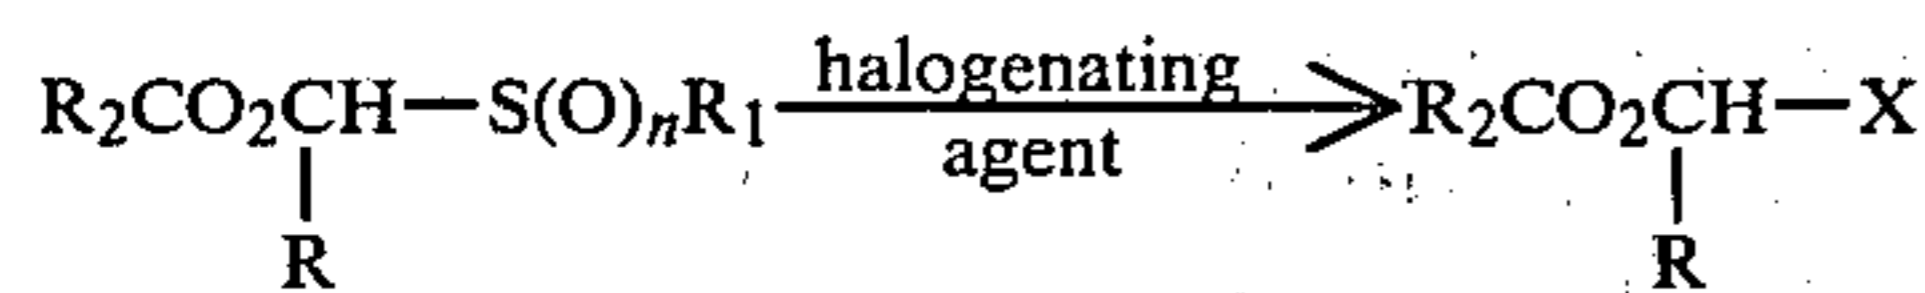 R₂CO₂CH—S(O)ₙR₁ halogenating agent R₂CO₂CH—X
R R